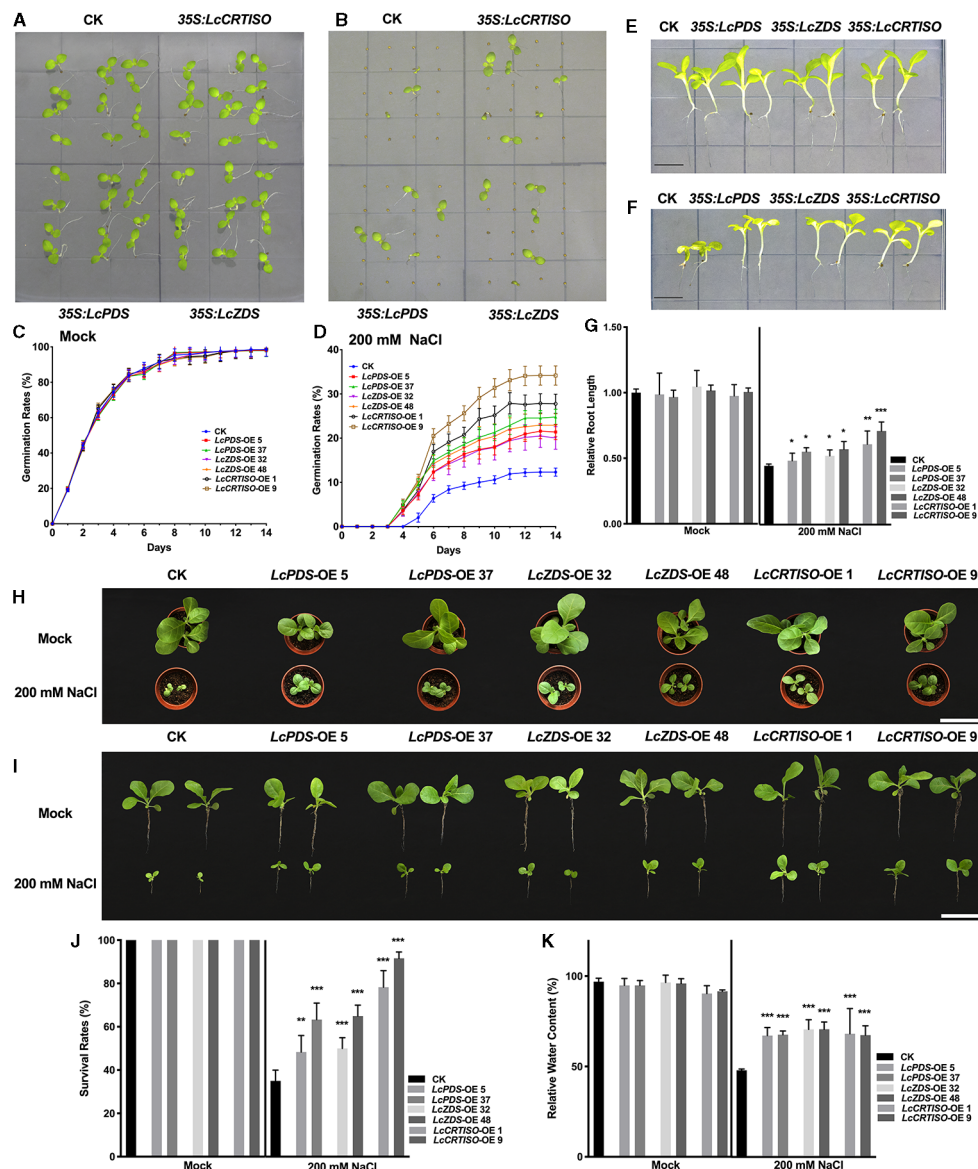 A
CK 35S:LcCRTISO
35S:LcPDS 35S:LcZDS
B
CK 35S:LcCRTISO
35S:LcPDS 35S:LcZDS
E
CK 35S:LcPDS 35S:LcZDS 35S:LcCRTISO
F
CK 35S:LcPDS 35S:LcZDS 35S:LcCRTISO
C
Mock
Germination Rates (%)
100
80
60
40
20
0
0 2 4 6 8 10 12 14
Days
CK
LcPDS-OE 5
LcPDS-OE 37
LcZDS-OE 32
LcZDS-OE 48
LcCRTISO-OE 1
LcCRTISO-OE 9
D
200 mM NaCl
Germination Rates (%)
40
30
20
10
0
0 2 4 6 8 10 12 14
Days
CK
LcPDS-OE 5
LcPDS-OE 37
LcZDS-OE 32
LcZDS-OE 48
LcCRTISO-OE 1
LcCRTISO-OE 9
G
Relative Root Length
1.50
1.00
0.50
0.00
* * * * ** ***
Mock 200 mM NaCl
CK
LcPDS-OE 5
LcPDS-OE 37
LcZDS-OE 32
LcZDS-OE 48
LcCRTISO-OE 1
LcCRTISO-OE 9
H
CK LcPDS-OE 5 LcPDS-OE 37 LcZDS-OE 32 LcZDS-OE 48 LcCRTISO-OE 1 LcCRTISO-OE 9
Mock
200 mM NaCl
I
CK LcPDS-OE 5 LcPDS-OE 37 LcZDS-OE 32 LcZDS-OE 48 LcCRTISO-OE 1 LcCRTISO-OE 9
Mock
200 mM NaCl
J
Survival Rates (%)
100
80
60
40
20
0
** *** *** *** *** ***
Mock 200 mM NaCl
CK
LcPDS-OE 5
LcPDS-OE 37
LcZDS-OE 32
LcZDS-OE 48
LcCRTISO-OE 1
LcCRTISO-OE 9
K
Relative Water Content (%)
100
50
0
*** *** *** *** *** ***
Mock 200 mM NaCl
CK
LcPDS-OE 5
LcPDS-OE 37
LcZDS-OE 32
LcZDS-OE 48
LcCRTISO-OE 1
LcCRTISO-OE 9